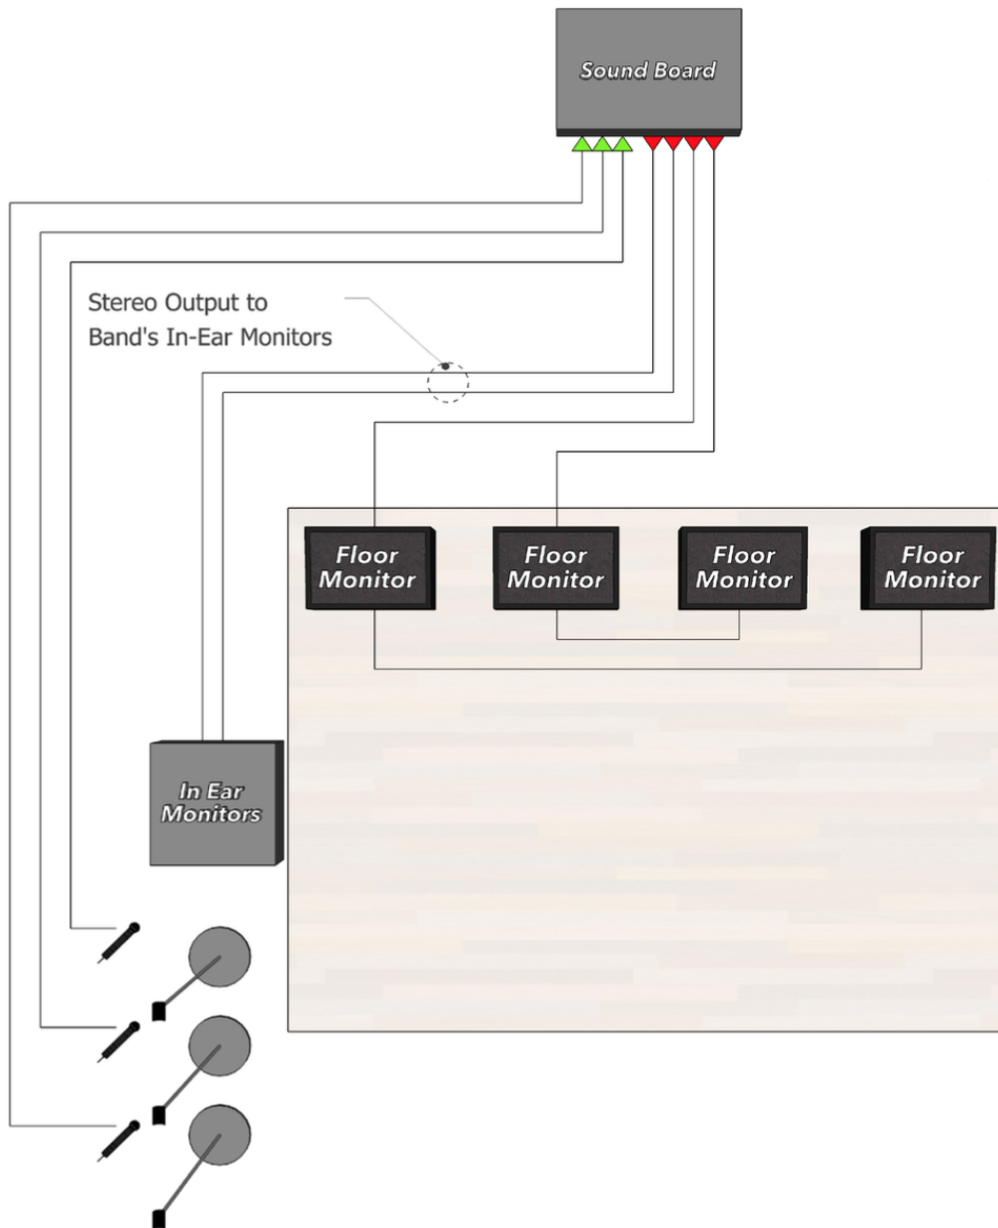 Sound Board
Stereo Output to
Band's In-Ear Monitors
Floor
Monitor
Floor
Monitor
Floor
Monitor
Floor
Monitor
In Ear
Monitors